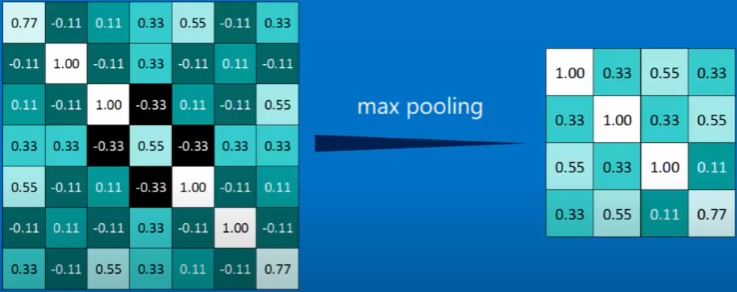 0.77 -0.11 0.11 0.33 0.55 -0.11 0.33
-0.11 1.00 -0.11 0.33 -0.11 0.11 -0.11
0.11 -0.11 1.00 -0.33 0.11 -0.11 0.55
0.33 0.33 -0.33 0.55 -0.33 0.33 0.33
0.55 -0.11 0.11 -0.33 1.00 -0.11 0.11
-0.11 0.11 -0.11 0.33 -0.11 1.00 -0.11
0.33 -0.11 0.55 0.33 0.11 -0.11 0.77
max pooling
1.00 0.33 0.55 0.33
0.33 1.00 0.33 0.55
0.55 0.33 1.00 0.11
0.33 0.55 0.11 0.77